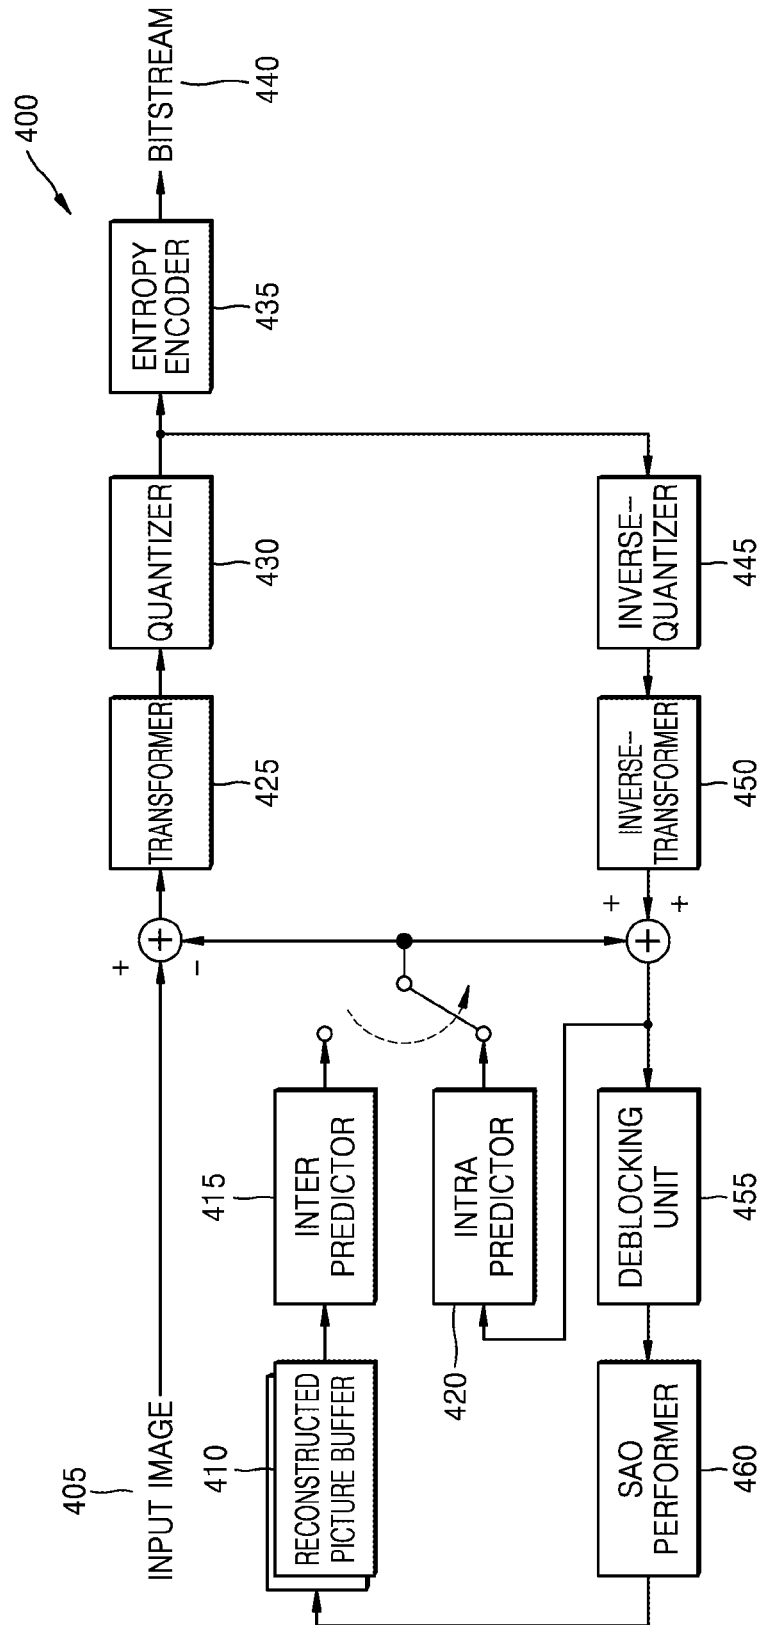 400
405
INPUT IMAGE
+
−
TRANSFORMER
425
QUANTIZER
430
ENTROPY
ENCODER
435
BITSTREAM
440
410
RECONSTRUCTED
PICTURE BUFFER
415
INTER
PREDICTOR
420
INTRA
PREDICTOR
460
SAO
PERFORMER
455
DEBLOCKING
UNIT
+
+
INVERSE−
TRANSFORMER
450
INVERSE−
QUANTIZER
445